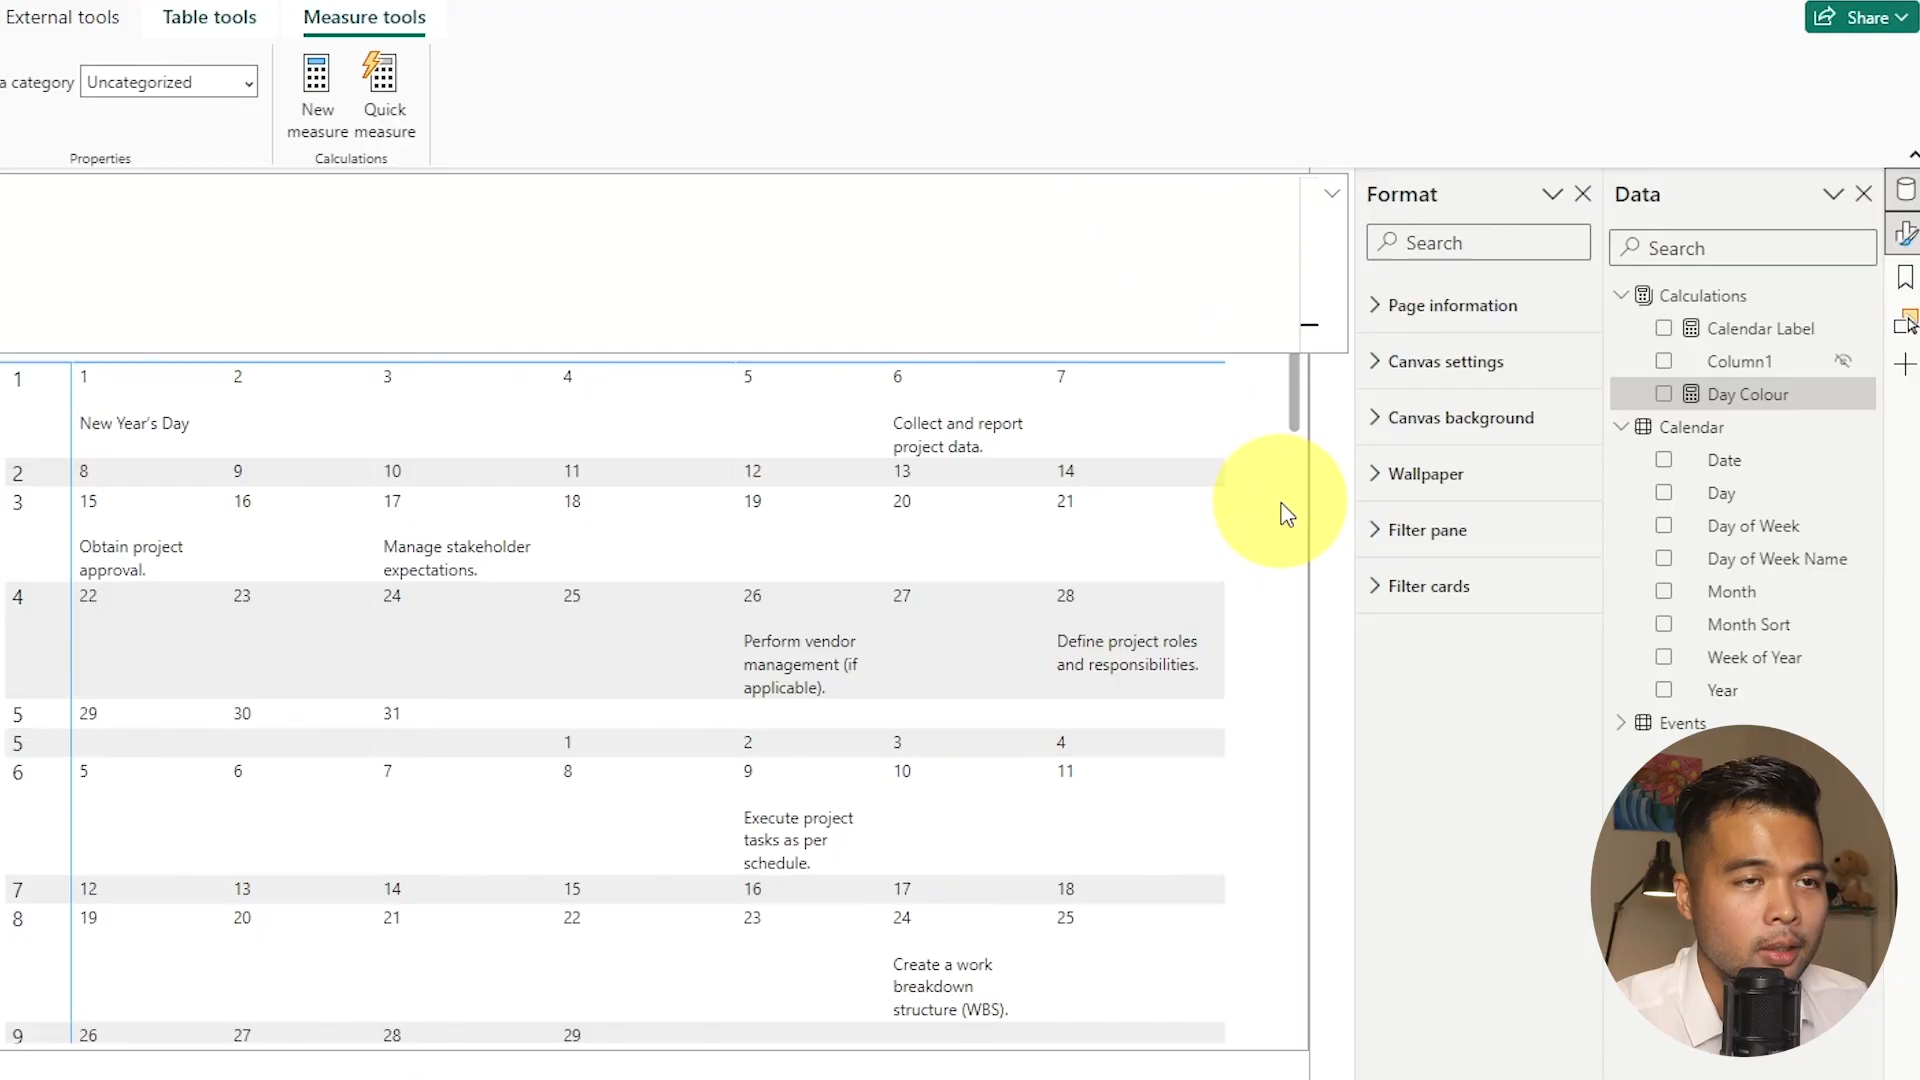 External tools
Table tools
Measure tools
Share
a category
Uncategorized
New measure
Quick measure
Properties
Calculations
1
1
2
3
4
5
6
7
New Year's Day
Collect and report
project data.
2
8
9
10
11
12
13
14
3
15
16
17
18
19
20
21
Obtain project
approval.
Manage stakeholder
expectations.
4
22
23
24
25
26
27
28
Perform vendor
management (if
applicable).
Define project roles
and responsibilities.
5
29
30
31
5
1
2
3
4
6
5
6
7
8
9
10
11
Execute project
tasks as per
schedule.
7
12
13
14
15
16
17
18
8
19
20
21
22
23
24
25
Create a work
breakdown
structure (WBS).
9
26
27
28
29
Format
Search
Page information
Canvas settings
Canvas background
Wallpaper
Filter pane
Filter cards
Data
Search
Calculations
Calendar Label
Column1
Day Colour
Calendar
Date
Day
Day of Week
Day of Week Name
Month
Month Sort
Week of Year
Year
Events